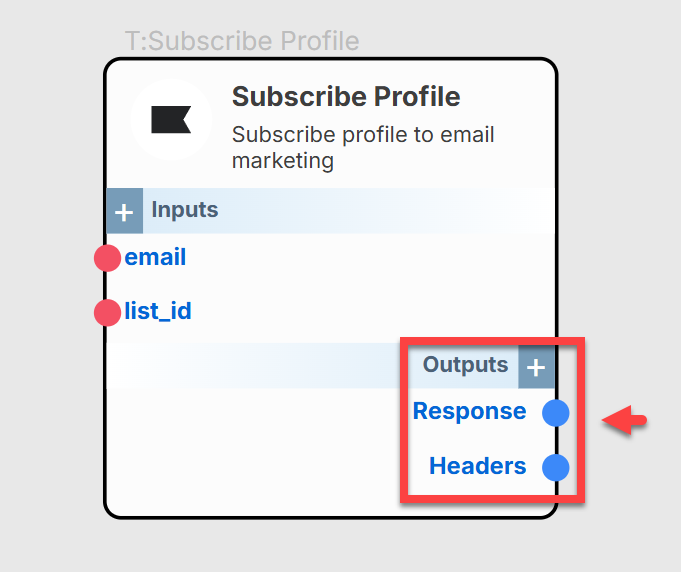 T:Subscribe Profile
Subscribe Profile
Subscribe profile to email
marketing
+ Inputs
email
list_id
Outputs +
Response
Headers